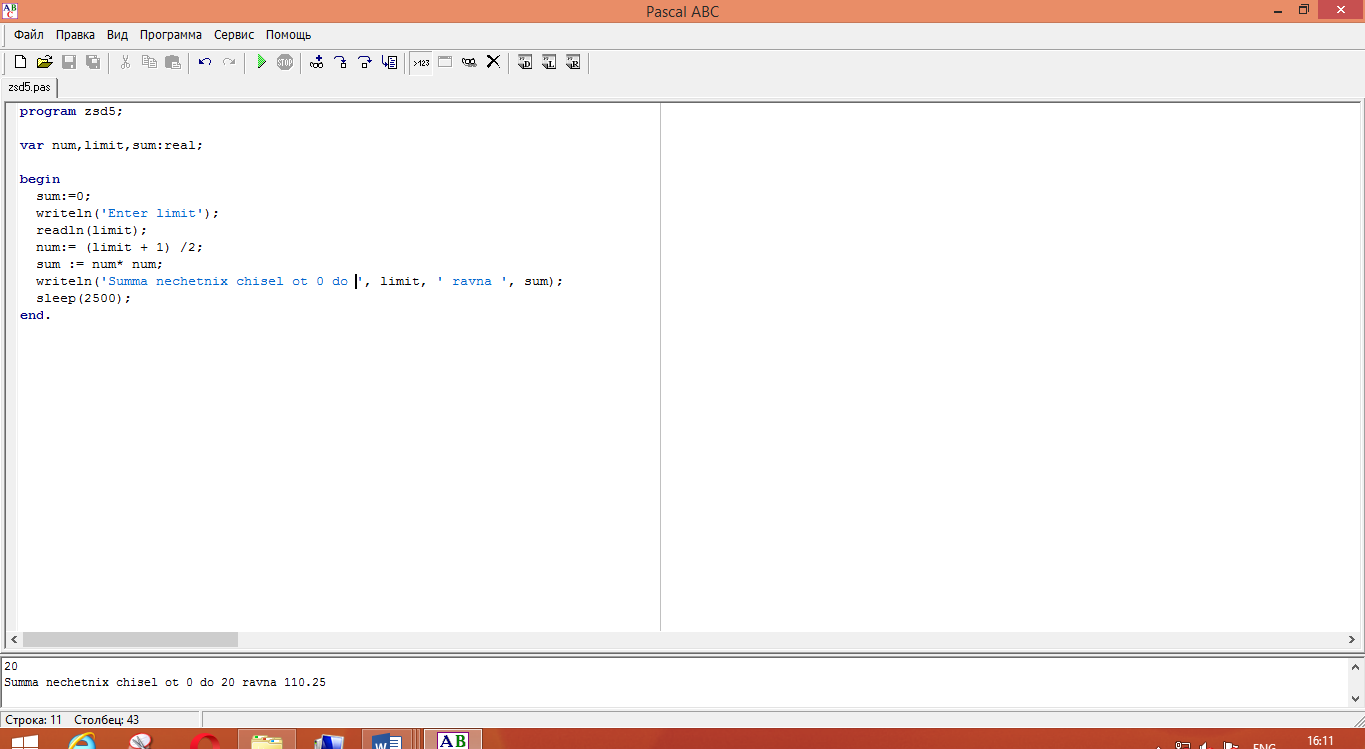 Pascal ABC
Файл Правка Вид Программа Сервис Помощь
STOP >123 D L R
zsd5.pas
program zsd5;
var num,limit,sum:real;
begin
sum:=0;
writeln('Enter limit');
readln(limit);
num:= (limit + 1) /2;
sum := num* num;
writeln('Summa nechetnix chisel ot 0 do ', limit, ' ravna ', sum);
sleep(2500);
end.
20
Summa nechetnix chisel ot 0 do 20 ravna 110.25
Строка: 11 Столбец: 43
AB ENG 16:11